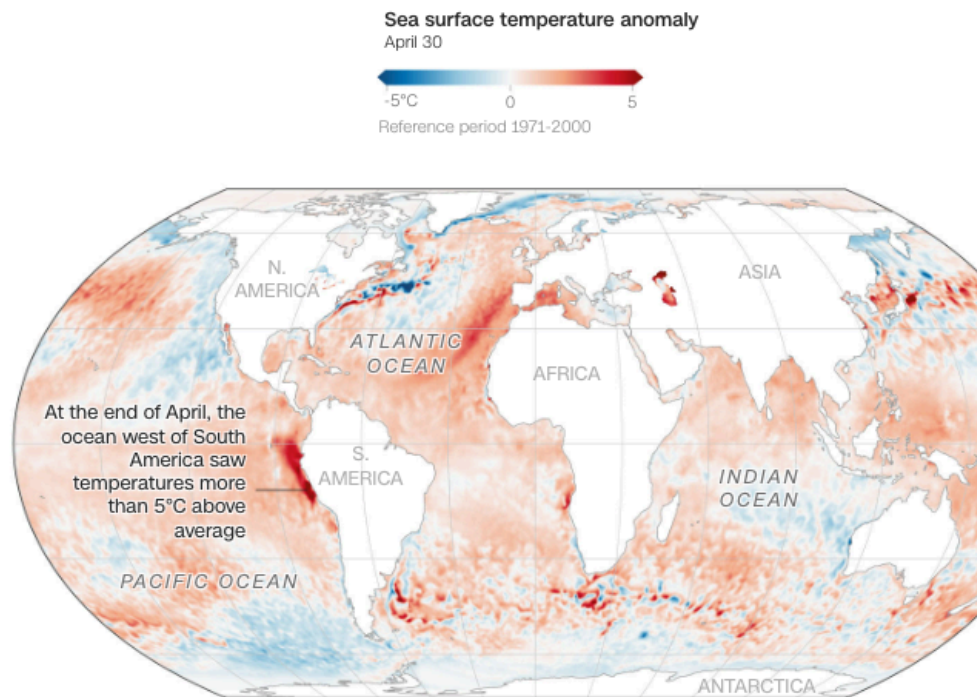 Sea surface temperature anomaly
April 30
-5°C 0 5
Reference period 1971-2000
N.
AMERICA
ASIA
ATLANTIC
OCEAN
AFRICA
At the end of April, the
ocean west of South
America saw
temperatures more
than 5°C above
average
S.
AMERICA
INDIAN
OCEAN
PACIFIC OCEAN
ANTARCTICA